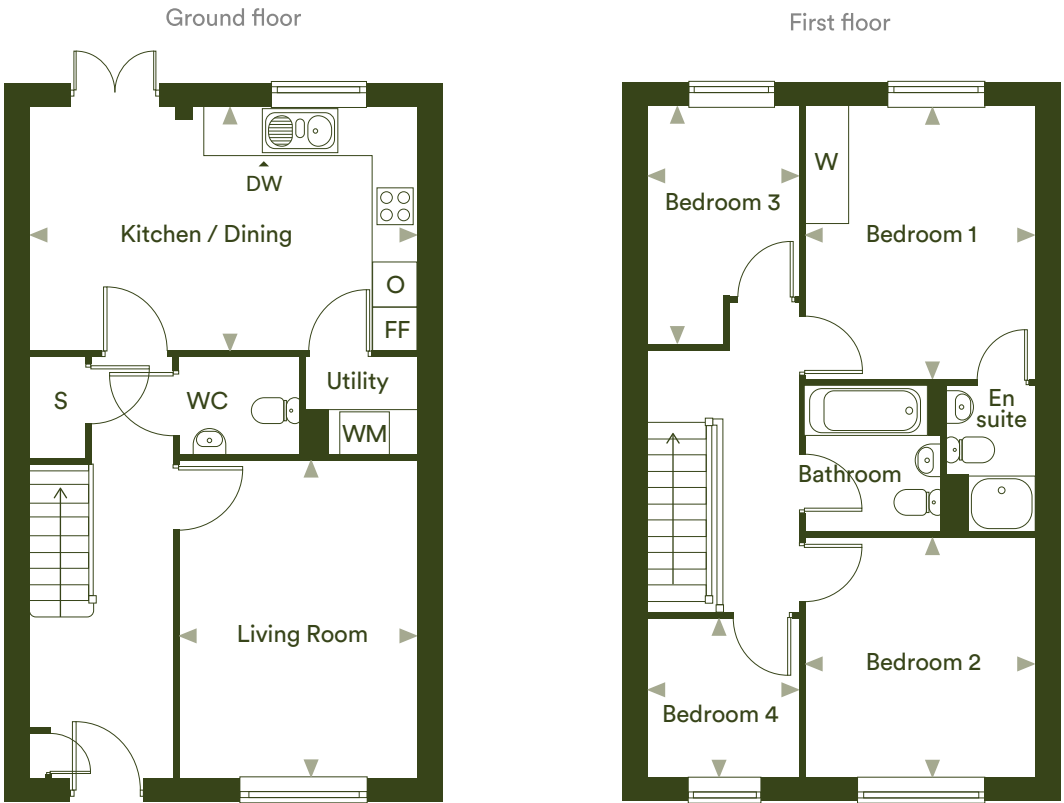 Ground floor
First floor
DW
Kitchen / Dining
O
FF
S
WC
Utility
WM
Living Room
W
Bedroom 3
Bedroom 1
En
suite
Bathroom
Bedroom 2
Bedroom 4